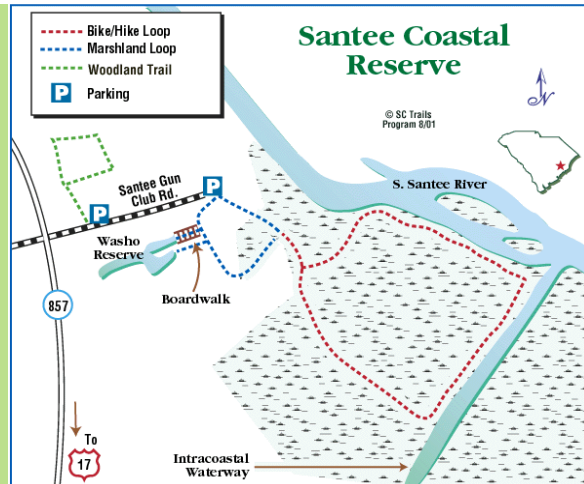 Bike/Hike Loop
Marshland Loop
Woodland Trail
P Parking
Santee Coastal
Reserve
N
© SC Trails
Program 8/01
S. Santee River
P
Santee Gun
Club Rd.
P
Washo
Reserve
Boardwalk
857
To
17
Intracoastal
Waterway